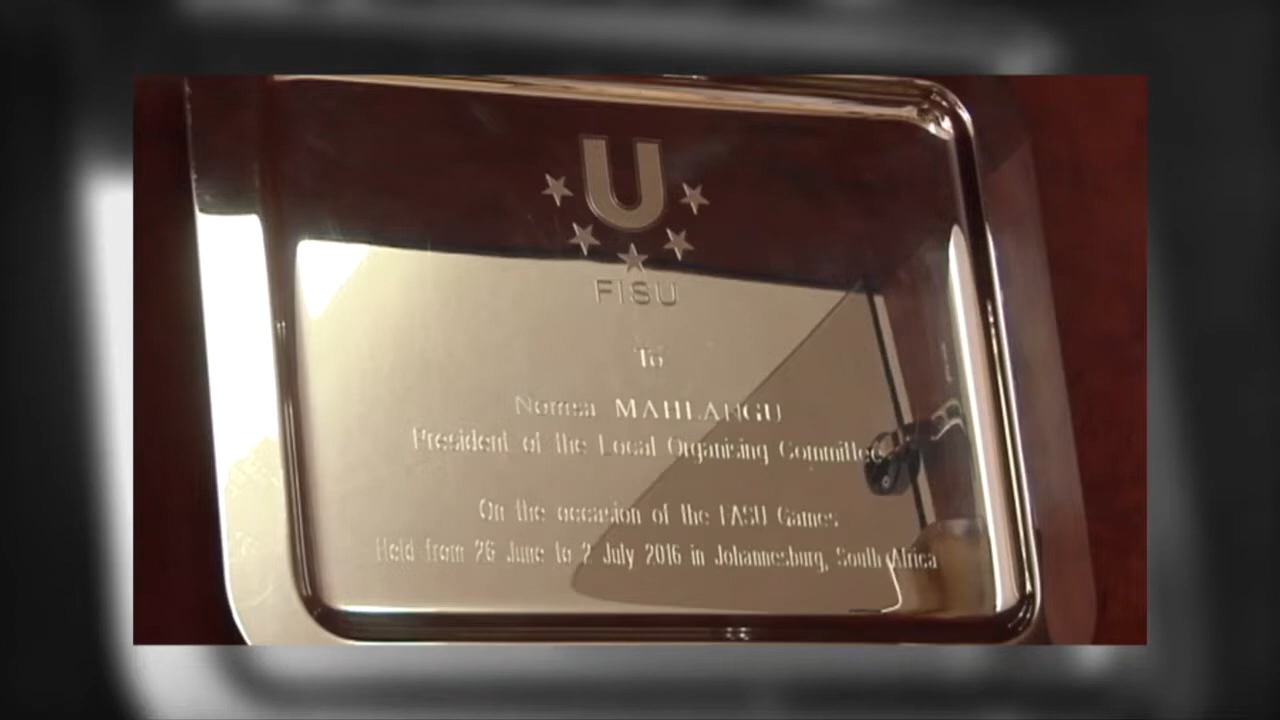 U
FISU
To
Nomsa MAHLANGU
President of the Local Organising Committee
On the occasion of the FASU Games
Held from 26 June to 2 July 2016 in Johannesburg, South Africa